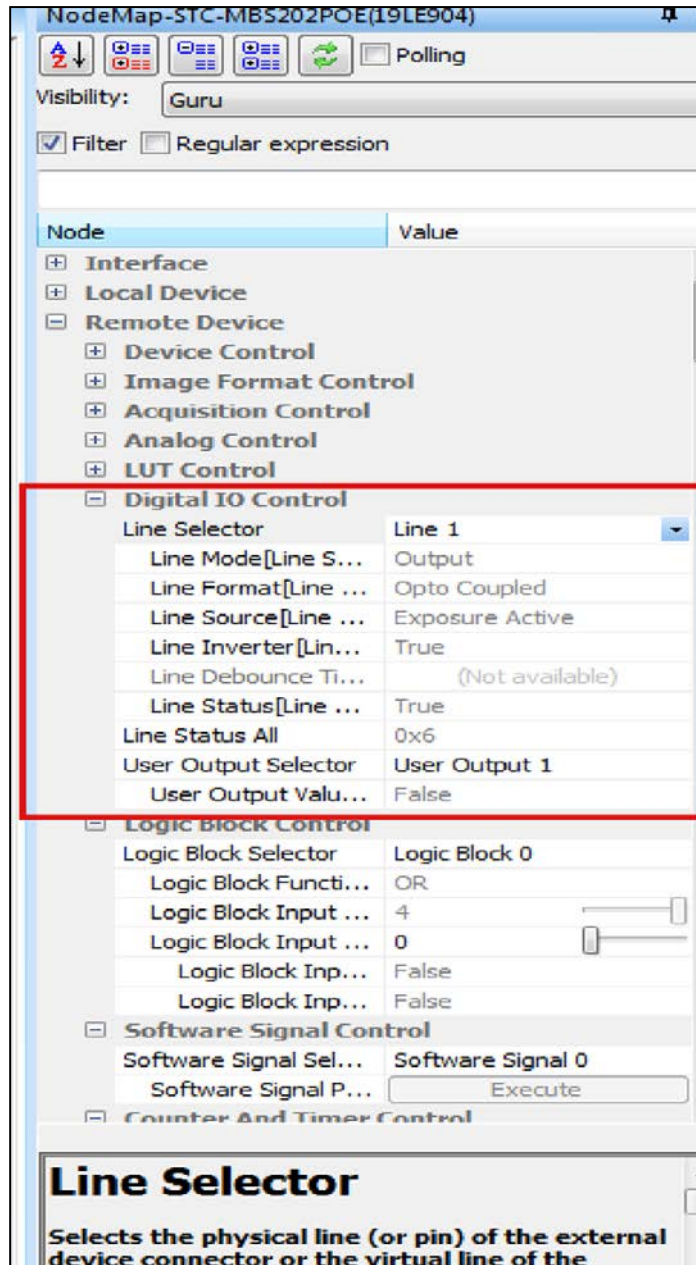 NodeMap-STC-MBS202POE(19LE904)
Polling
Visibility: Guru
Filter Regular expression
Node Value
Interface
Local Device
Remote Device
Device Control
Image Format Control
Acquisition Control
Analog Control
LUT Control
Digital IO Control
Line Selector Line 1
Line Mode[Line S... Output
Line Format[Line ... Opto Coupled
Line Source[Line ... Exposure Active
Line Inverter[Lin... True
Line Debounce Ti... (Not available)
Line Status[Line ... True
Line Status All 0x6
User Output Selector User Output 1
User Output Valu... False
Logic Block Control
Logic Block Selector Logic Block 0
Logic Block Functi... OR
Logic Block Input ... 4
Logic Block Input ... 0
Logic Block Inp... False
Logic Block Inp... False
Software Signal Control
Software Signal Sel... Software Signal 0
Software Signal P... Execute
Counter And Timer Control
Line Selector
Selects the physical line (or pin) of the external
device connector or the virtual line of the